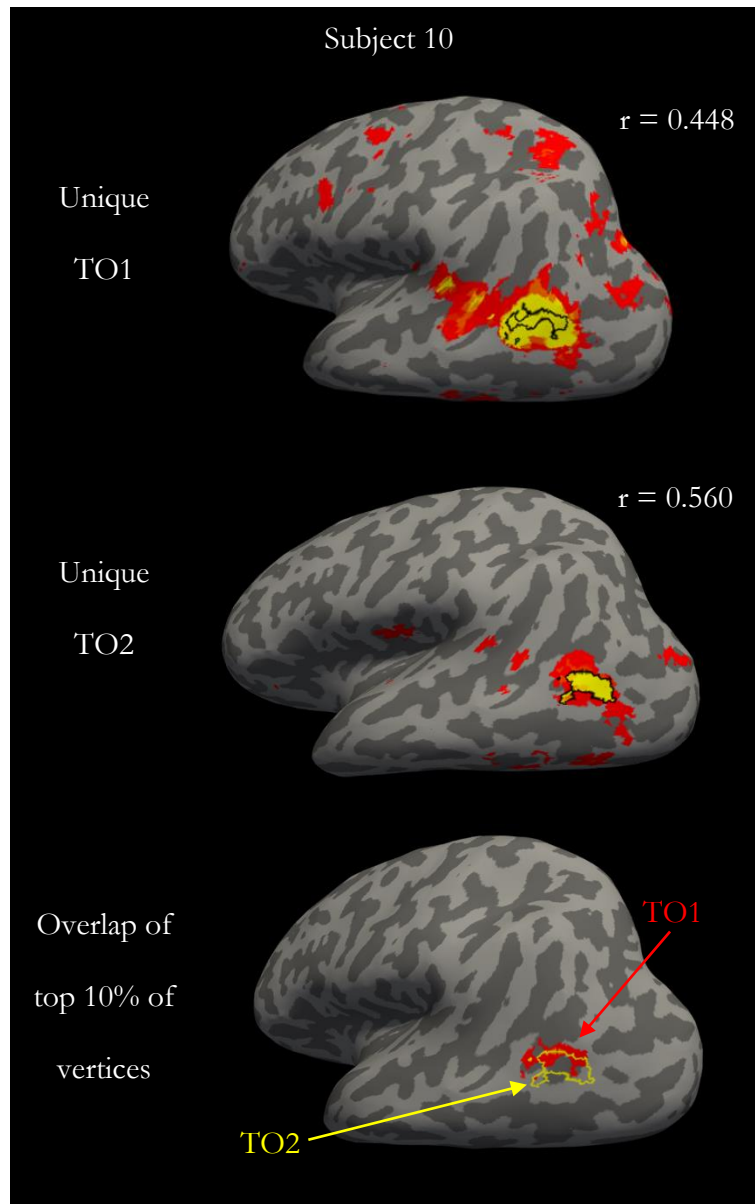 Subject 10
r = 0.448
Unique
TO1
r = 0.560
Unique
TO2
TO1
Overlap of
top 10% of
vertices
TO2